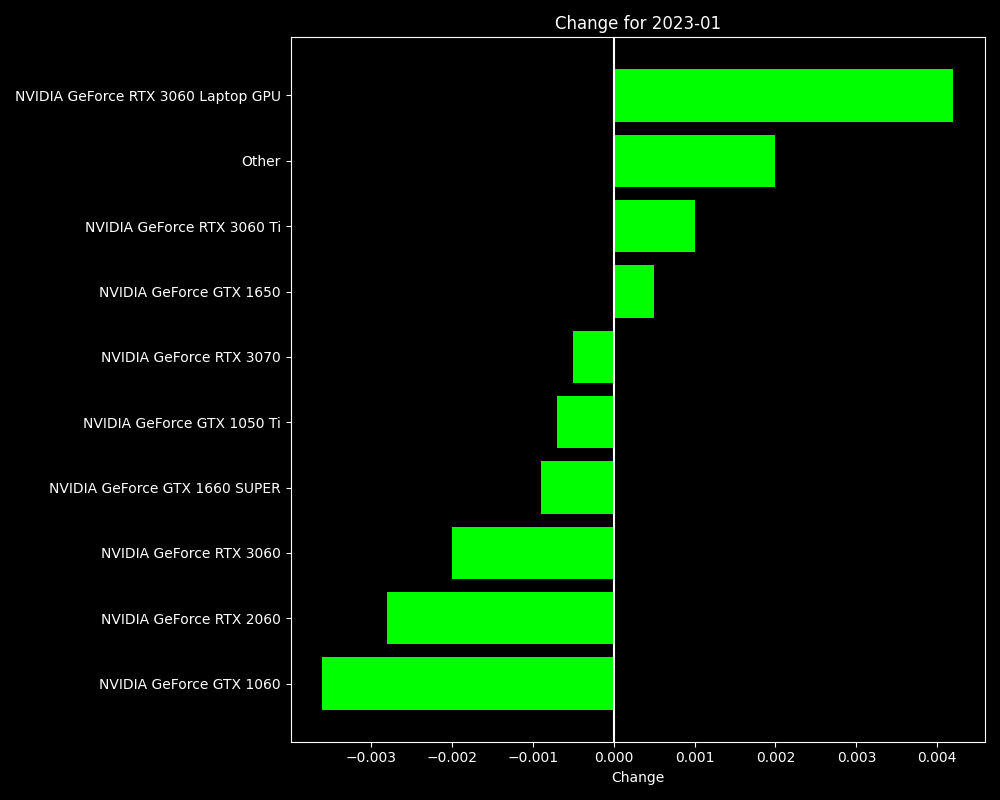 Change for 2023-01
NVIDIA GeForce RTX 3060 Laptop GPU
Other
NVIDIA GeForce RTX 3060 Ti
NVIDIA GeForce GTX 1650
NVIDIA GeForce RTX 3070
NVIDIA GeForce GTX 1050 Ti
NVIDIA GeForce GTX 1660 SUPER
NVIDIA GeForce RTX 3060
NVIDIA GeForce RTX 2060
NVIDIA GeForce GTX 1060
−0.003 −0.002 −0.001 0.000 0.001 0.002 0.003 0.004
Change